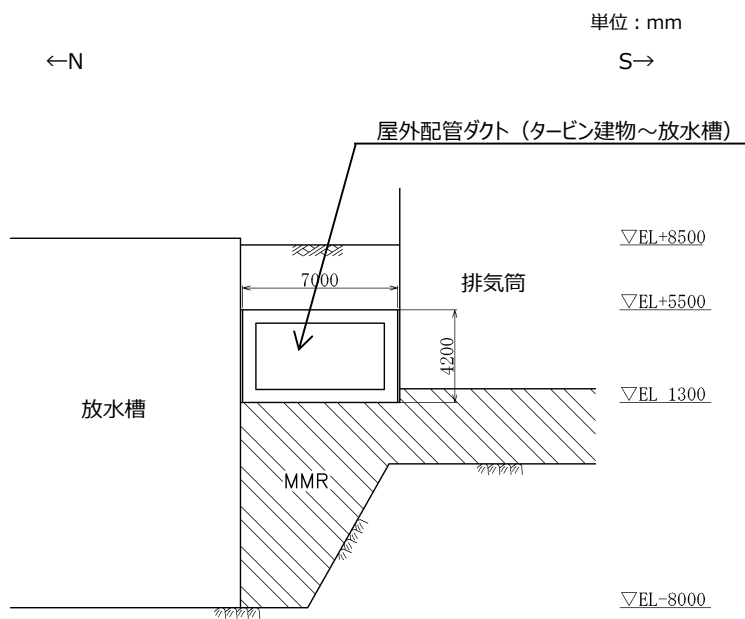 単位：mm
←N
S→
屋外配管ダクト（タービン建物～放水槽）
▽EL+8500
7000
排気筒
▽EL+5500
4200
放水槽
▽EL 1300
MMR
▽EL-8000